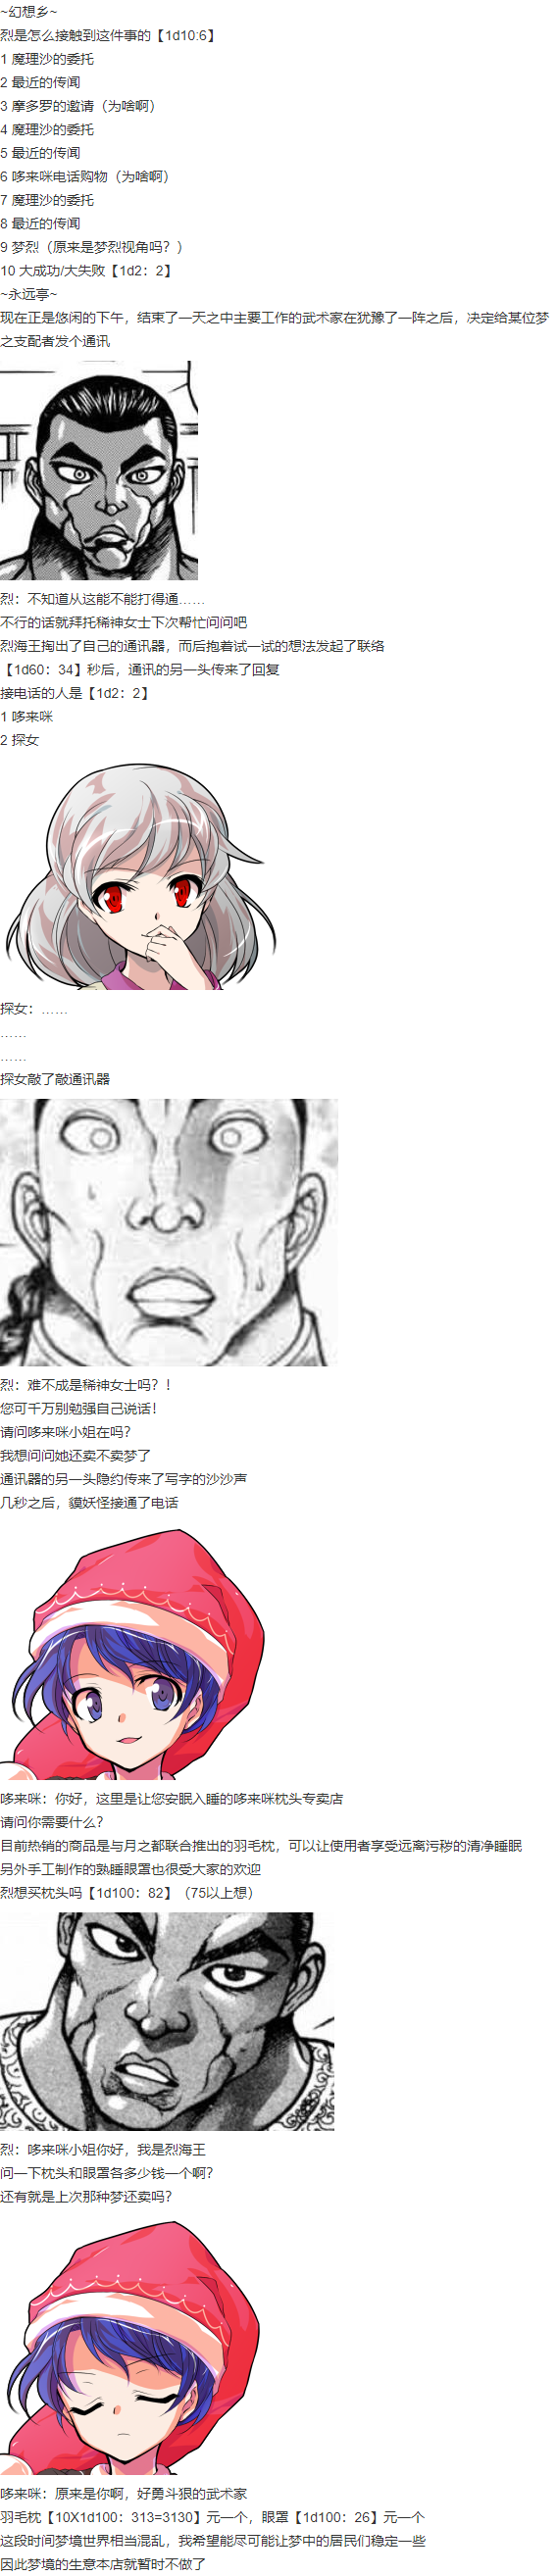 ~幻想乡~
烈是怎么接触到这件事的【1d10:6】
1 魔理沙的委托
2 最近的传闻
3 摩多罗的邀请（为啥啊）
4 魔理沙的委托
5 最近的传闻
6 哆来咪电话购物（为啥啊）
7 魔理沙的委托
8 最近的传闻
9 梦烈（原来是梦烈视角吗？）
10 大成功/大失败【1d2：2】
~永远亭~
现在正是悠闲的下午，结束了一天之中主要工作的武术家在犹豫了一阵之后，决定给某位梦
之支配者发个通讯
烈：不知道从这能不能打得通……
不行的话就拜托稀神女士下次帮忙问问吧
烈海王掏出了自己的通讯器，而后抱着试一试的想法发起了联络
【1d60：34】秒后，通讯的另一头传来了回复
接电话的人是【1d2：2】
1 哆来咪
2 探女
探女：……
……
……
探女敲了敲通讯器
烈：难不成是稀神女士吗？！
您可千万别勉强自己说话！
请问哆来咪小姐在吗？
我想问问她还卖不卖梦了
通讯器的另一头隐约传来了写字的沙沙声
几秒之后，貘妖怪接通了电话
哆来咪：你好，这里是让您安眠入睡的哆来咪枕头专卖店
请问你需要什么？
目前热销的商品是与月之都联合推出的羽毛枕，可以让使用者享受远离污秽的清净睡眠
另外手工制作的熟睡眼罩也很受大家的欢迎
烈想买枕头吗【1d100：82】（75以上想）
烈：哆来咪小姐你好，我是烈海王
问一下枕头和眼罩各多少钱一个啊？
还有就是上次那种梦还卖吗？
哆来咪：原来是你啊，好勇斗狠的武术家
羽毛枕【10X1d100：313=3130】元一个，眼罩【1d100：26】元一个
这段时间梦境世界相当混乱，我希望能尽可能让梦中的居民们稳定一些
因此梦境的生意本店就暂时不做了